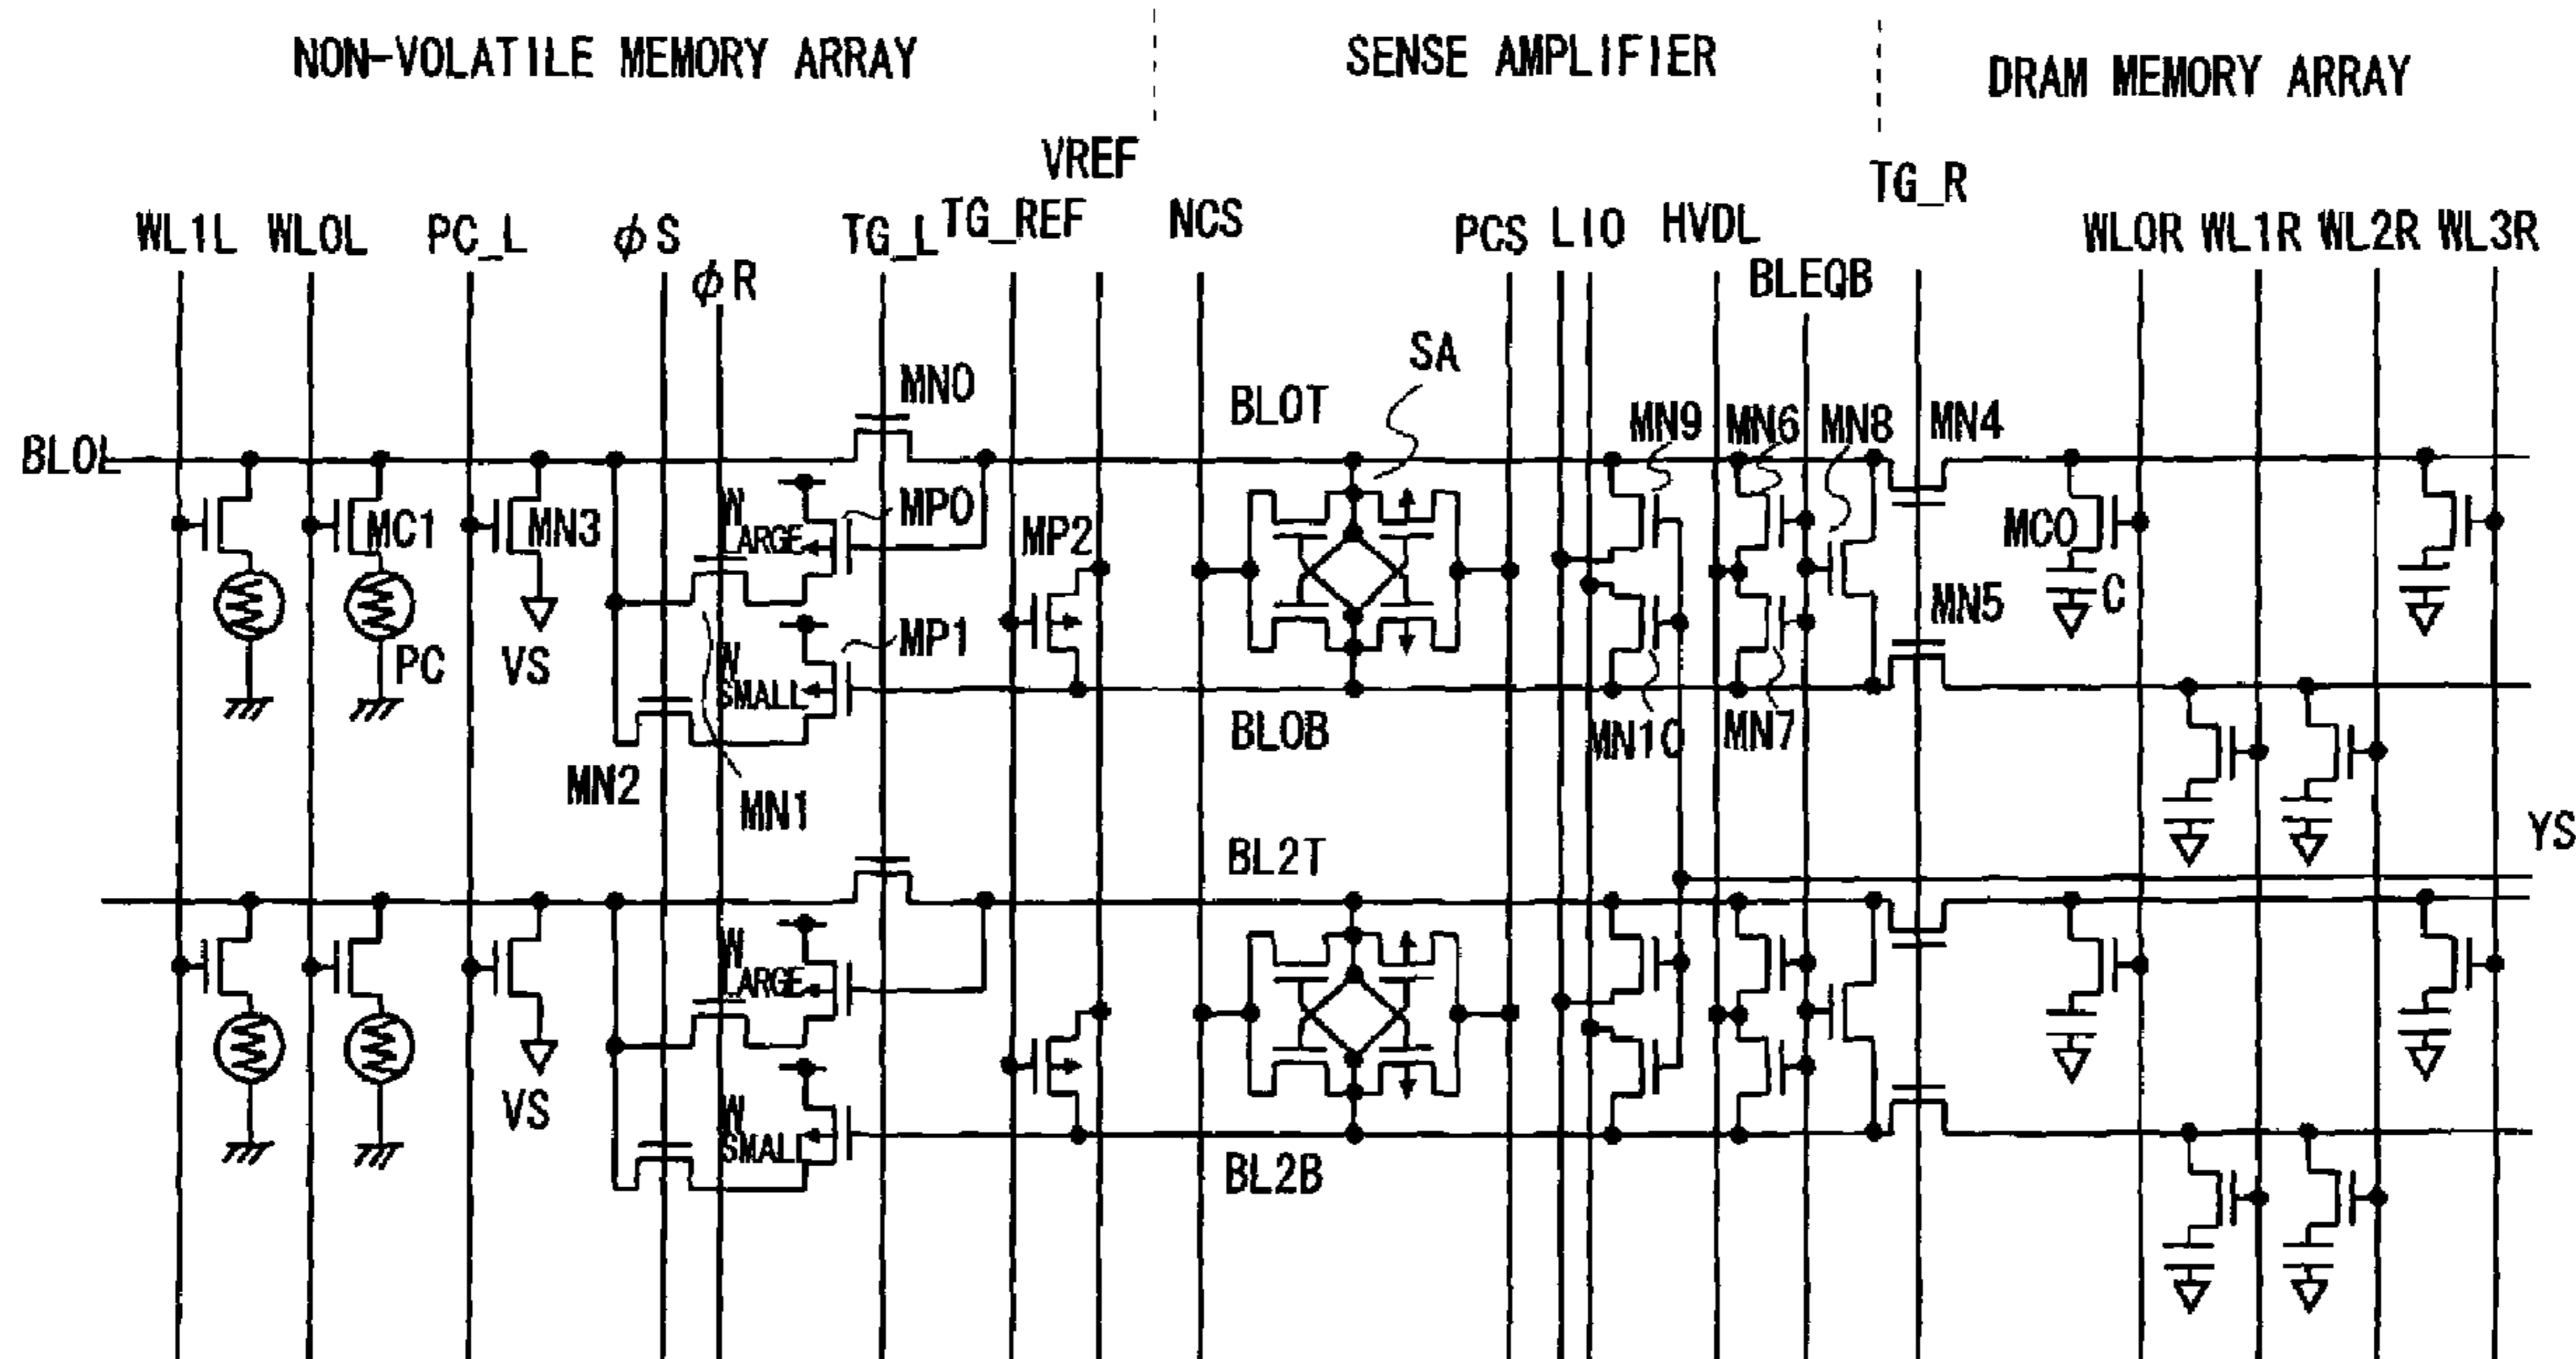 NON-VOLATILE MEMORY ARRAY
SENSE AMPLIFIER
DRAM MEMORY ARRAY
VREF
TG_R
WL1L
WL0L
PC_L
φS
TG_L
TG_REF
NCS
PCS
LIO
HVDL
WL0R
WL1R
WL2R
WL3R
φR
BLEQB
SA
MN0
BL0T
MN9
MN6
MN8
MN4
BL0L
MC1
MN3
W
LARGE
MP0
MP2
MC0
C
MN5
PC
VS
W
SMALL
MP1
BL0B
MN10
MN7
MN2
MN1
YS
BL2T
W
LARGE
VS
W
SMALL
BL2B